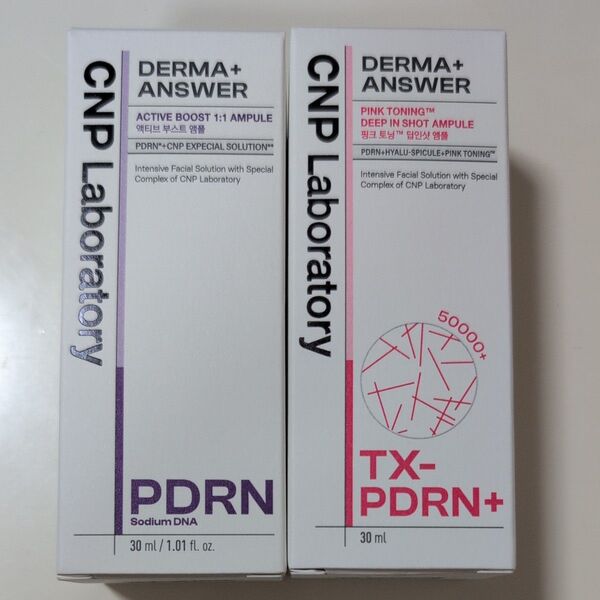 CNP Laboratory
DERMA+
ANSWER
ACTIVE BOOST 1:1 AMPULE
액티브 부스트 앰플
PDRN*+CNP EXPECIAL SOLUTION**
Intensive Facial Solution with Special
Complex of CNP Laboratory
PDRN
Sodium DNA
30 ml / 1.01 fl. oz.
CNP Laboratory
DERMA+
ANSWER
PINK TONING™
DEEP IN SHOT AMPULE
핑크 토닝™ 딥인샷 앰플
PDRN+HYALU-SPICULE+PINK TONING™
Intensive Facial Solution with Special
Complex of CNP Laboratory
50000+
TX-
PDRN+
30 ml